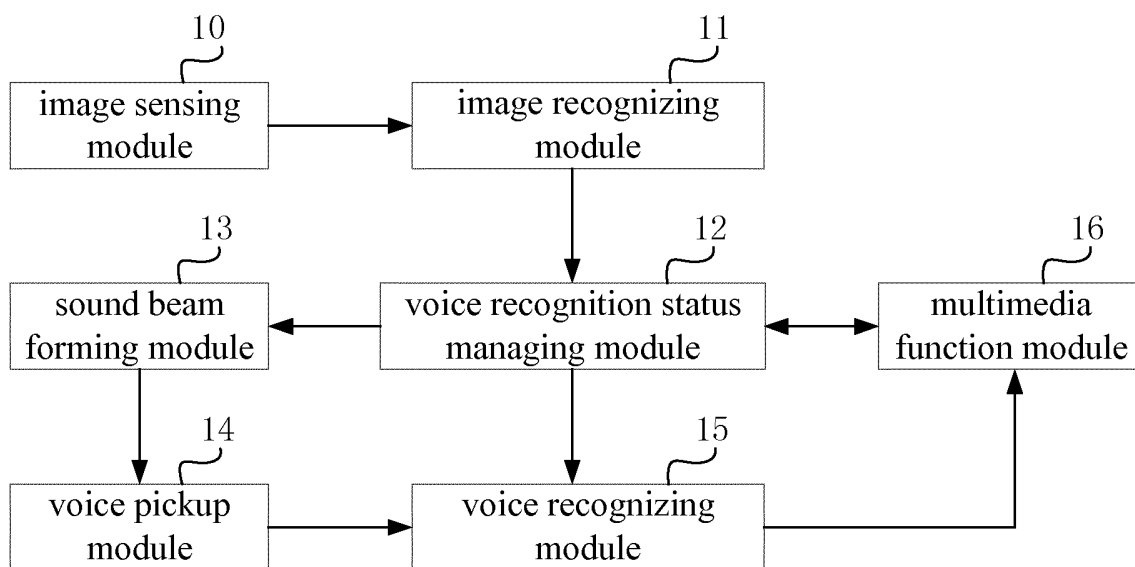 10
11
image sensing
module
image recognizing
module
13
12
16
sound beam
forming module
voice recognition status
managing module
multimedia
function module
14
15
voice pickup
module
voice recognizing
module